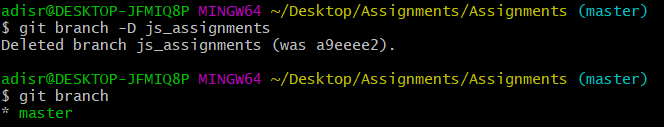 adisr@DESKTOP-JFMIQ8P MINGW64 ~/Desktop/Assignments/Assignments (master)
$ git branch -D js_assignments
Deleted branch js_assignments (was a9eeee2).
adisr@DESKTOP-JFMIQ8P MINGW64 ~/Desktop/Assignments/Assignments (master)
$ git branch
* master